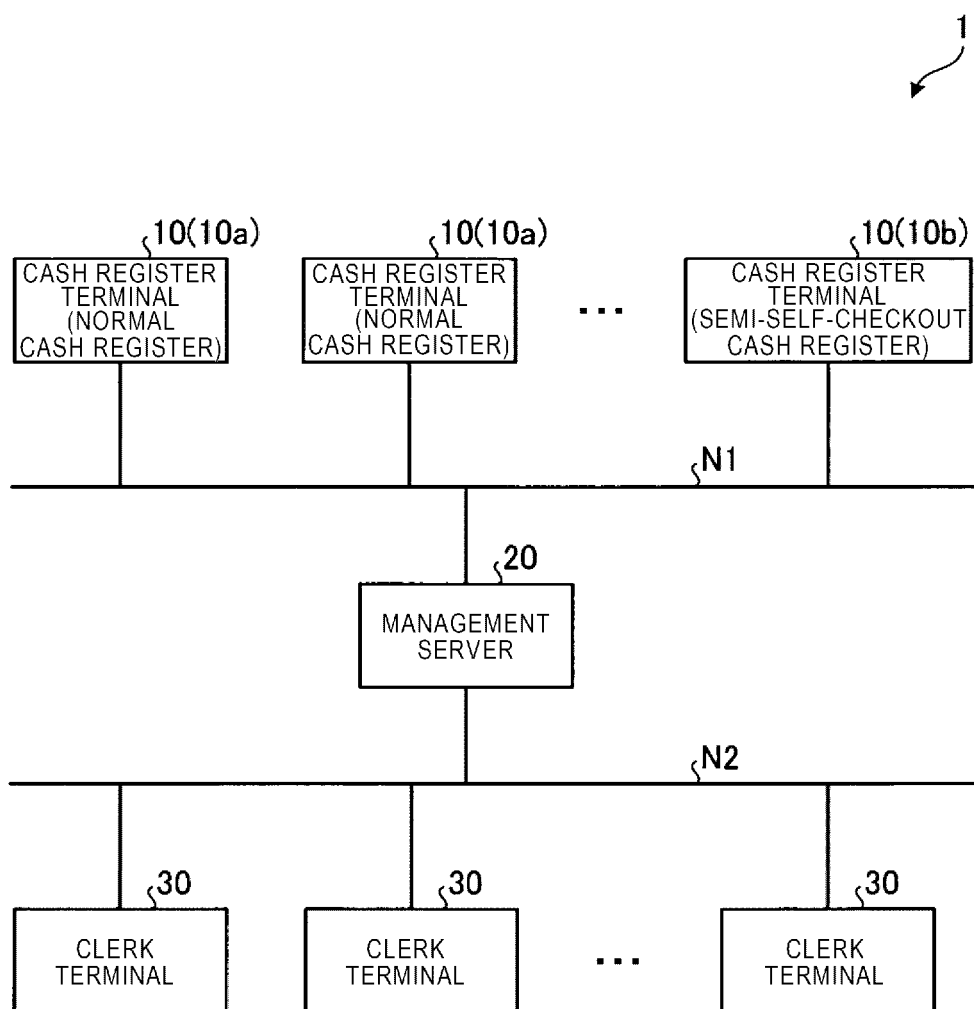 1
10(10a)
CASH REGISTER
TERMINAL
(NORMAL
CASH REGISTER)
10(10a)
CASH REGISTER
TERMINAL
(NORMAL
CASH REGISTER)
...
10(10b)
CASH REGISTER
TERMINAL
(SEMI-SELF-CHECKOUT
CASH REGISTER)
N1
20
MANAGEMENT
SERVER
N2
30
CLERK
TERMINAL
30
CLERK
TERMINAL
...
30
CLERK
TERMINAL